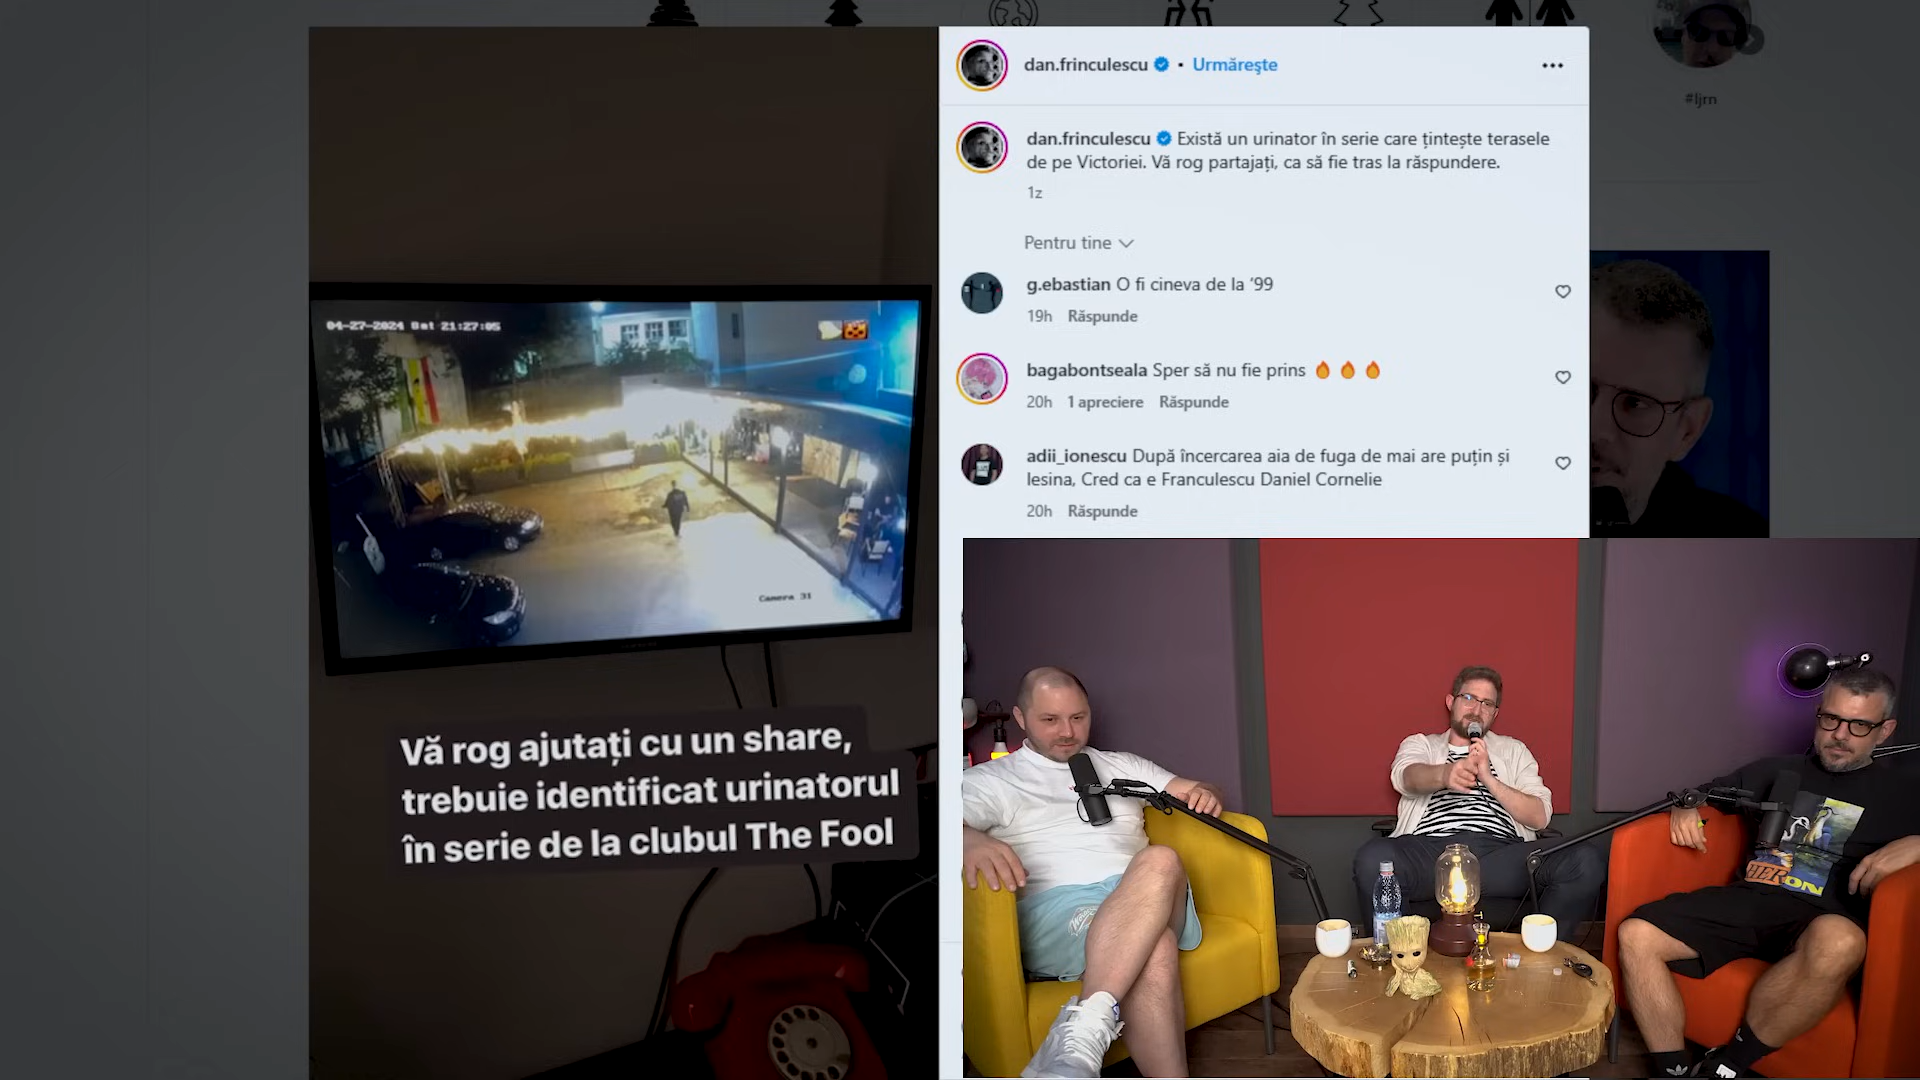 #ljrn
04-27-2024 Sat 21:27:05
Camera 31
Vă rog ajutați cu un share,
trebuie identificat urinatorul
în serie de la clubul The Fool
dan.frinculescu • Urmărește
dan.frinculescu Există un urinator în serie care țintește terasele
de pe Victoriei. Vă rog partajați, ca să fie tras la răspundere.
1z
Pentru tine
g.ebastian O fi cineva de la ‘99
19h Răspunde
bagabontseala Sper să nu fie prins 🔥 🔥 🔥
20h 1 apreciere Răspunde
adii_ionescu După încercarea aia de fuga de mai are puțin și
lesina, Cred ca e Franculescu Daniel Cornelie
20h Răspunde